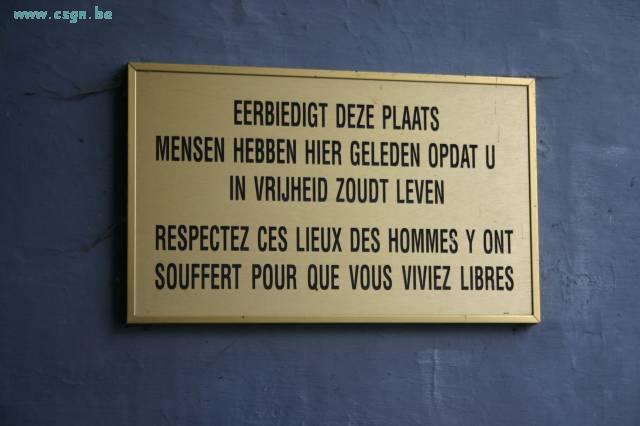 www.csgn.be
EERBIEDIGT DEZE PLAATS
MENSEN HEBBEN HIER GELEDEN OPDAT U
IN VRIJHEID ZOUDT LEVEN
RESPECTEZ CES LIEUX DES HOMMES Y ONT
SOUFFERT POUR QUE VOUS VIVIEZ LIBRES